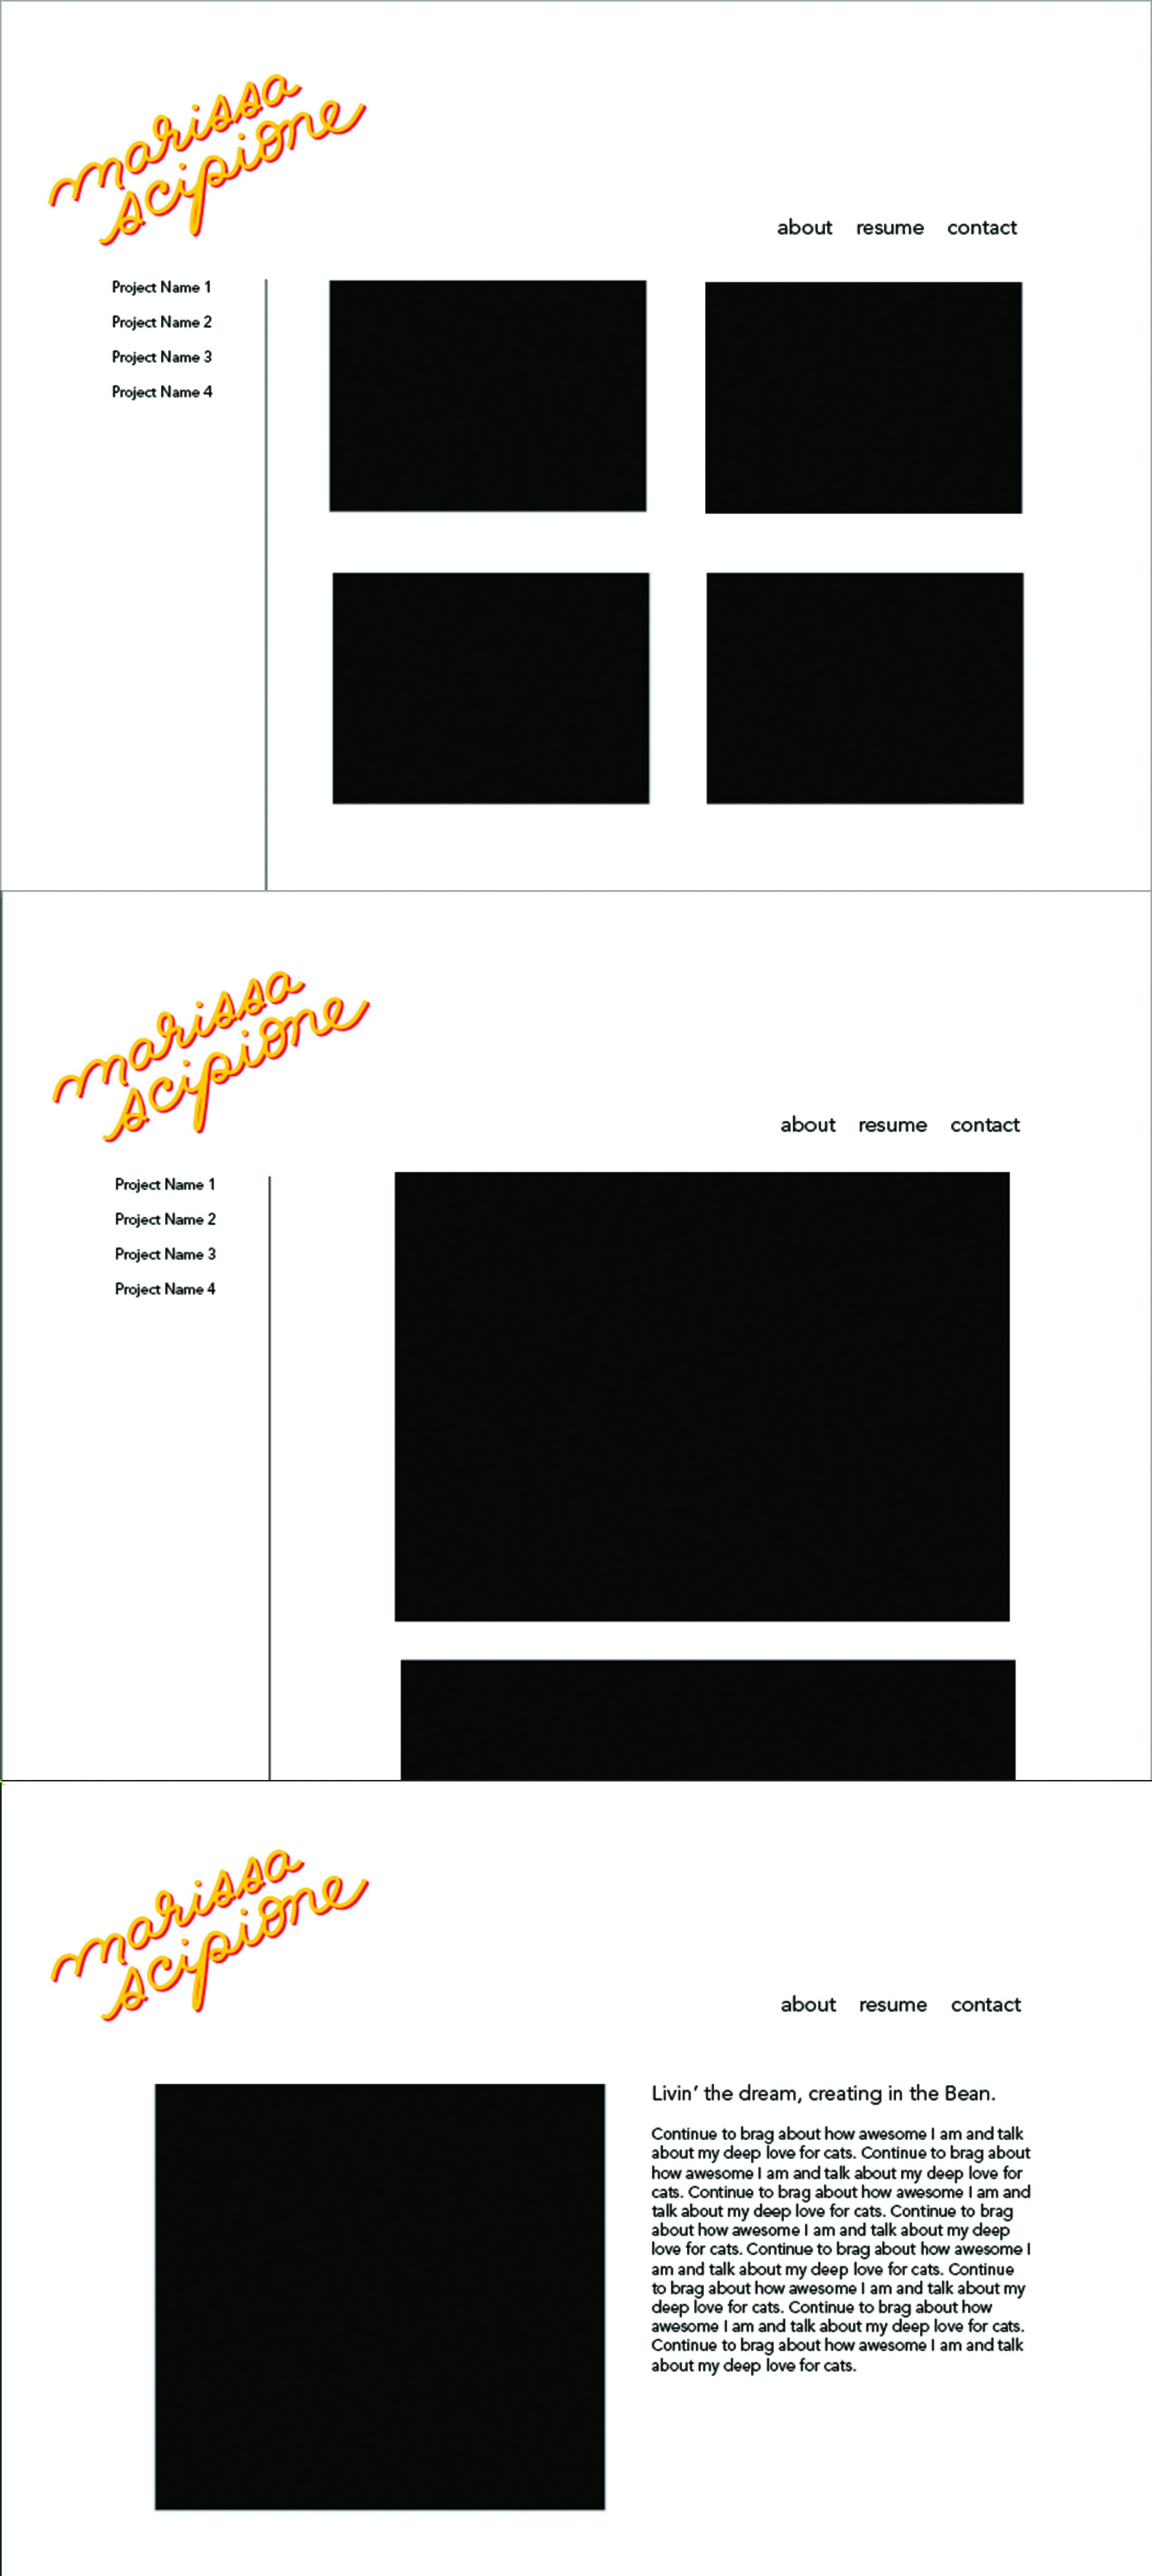 marissa
scipione
about resume contact
Project Name 1
Project Name 2
Project Name 3
Project Name 4
marissa
scipione
about resume contact
Project Name 1
Project Name 2
Project Name 3
Project Name 4
marissa
scipione
about resume contact
Livin’ the dream, creating in the Bean.
Continue to brag about how awesome I am and talk
about my deep love for cats. Continue to brag about
how awesome I am and talk about my deep love for
cats. Continue to brag about how awesome I am and
talk about my deep love for cats. Continue to brag
about how awesome I am and talk about my deep
love for cats. Continue to brag about how awesome I
am and talk about my deep love for cats. Continue
to brag about how awesome I am and talk about my
deep love for cats. Continue to brag about how
awesome I am and talk about my deep love for cats.
Continue to brag about how awesome I am and talk
about my deep love for cats.